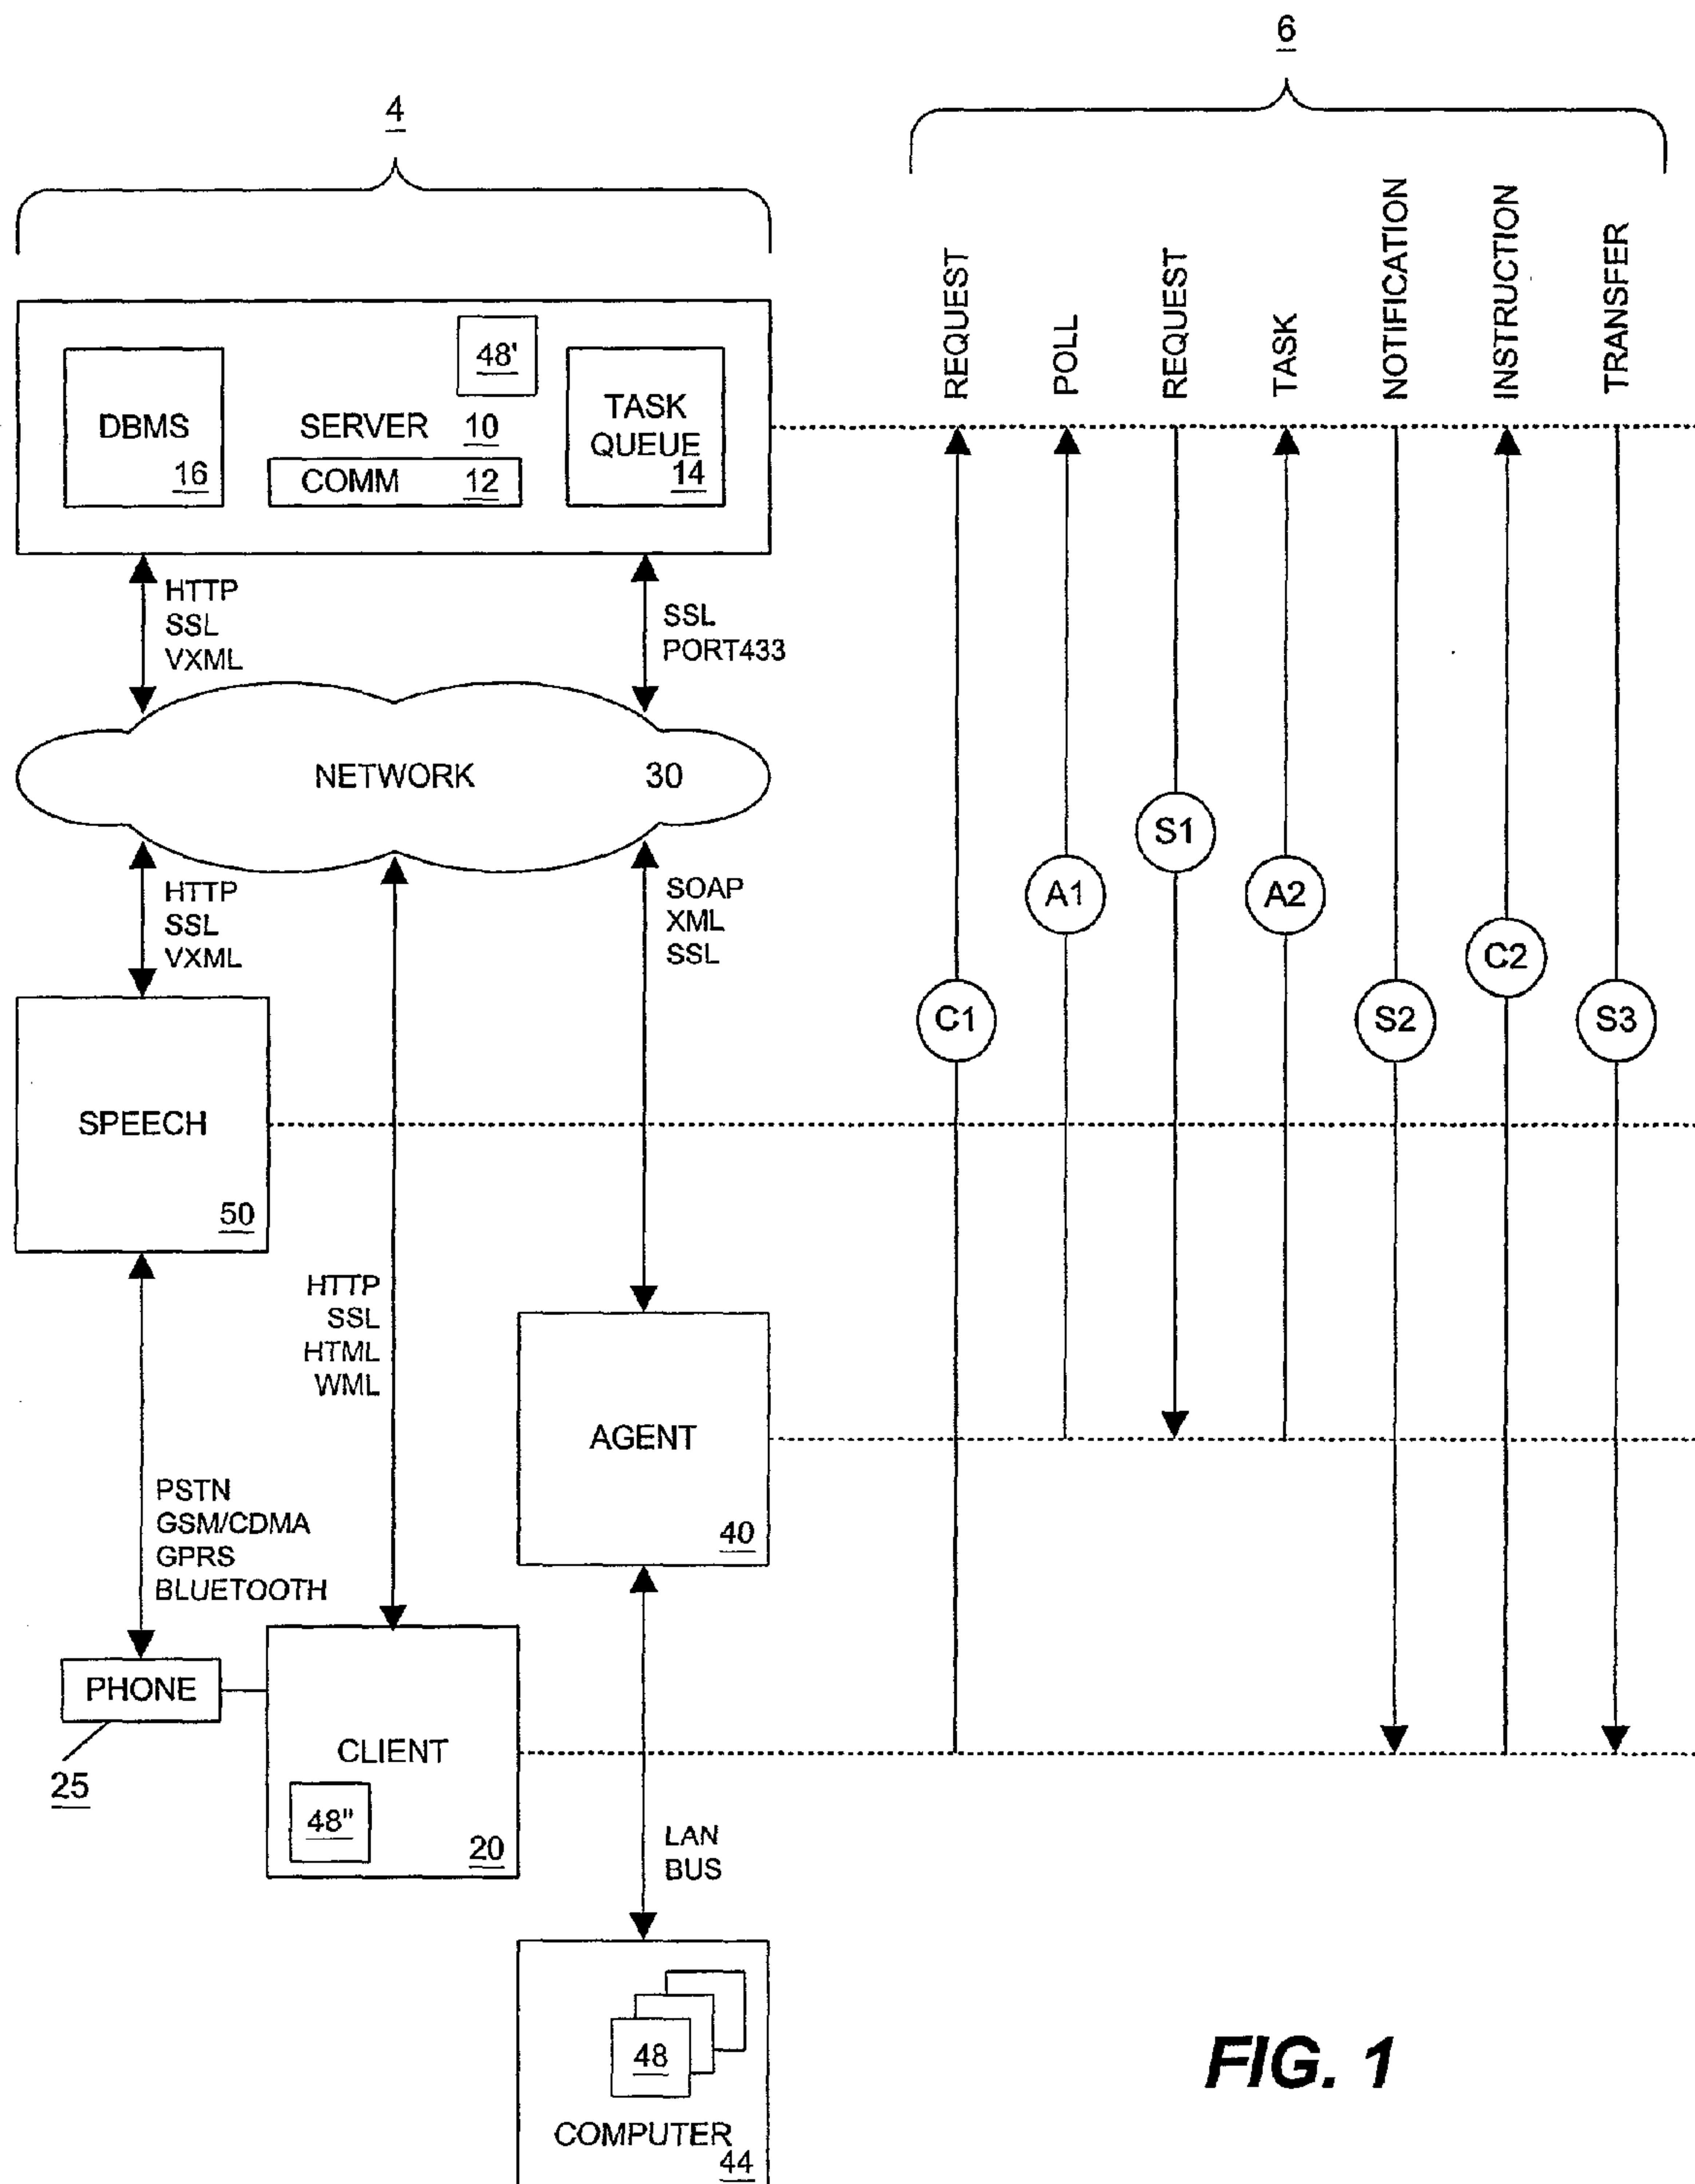 6
4
REQUEST
POLL
REQUEST
TASK
NOTIFICATION
INSTRUCTION
TRANSFER
48'
DBMS
16
SERVER 10
COMM 12
TASK
QUEUE
14
HTTP
SSL
VXML
SSL
PORT433
NETWORK 30
S1
A1
A2
HTTP
SSL
VXML
SOAP
XML
SSL
C2
C1
S2
S3
SPEECH
50
HTTP
SSL
HTML
WML
AGENT
40
PSTN
GSM/CDMA
GPRS
BLUETOOTH
PHONE
25
CLIENT
48"
20
LAN
BUS
48
COMPUTER
44
FIG. 1